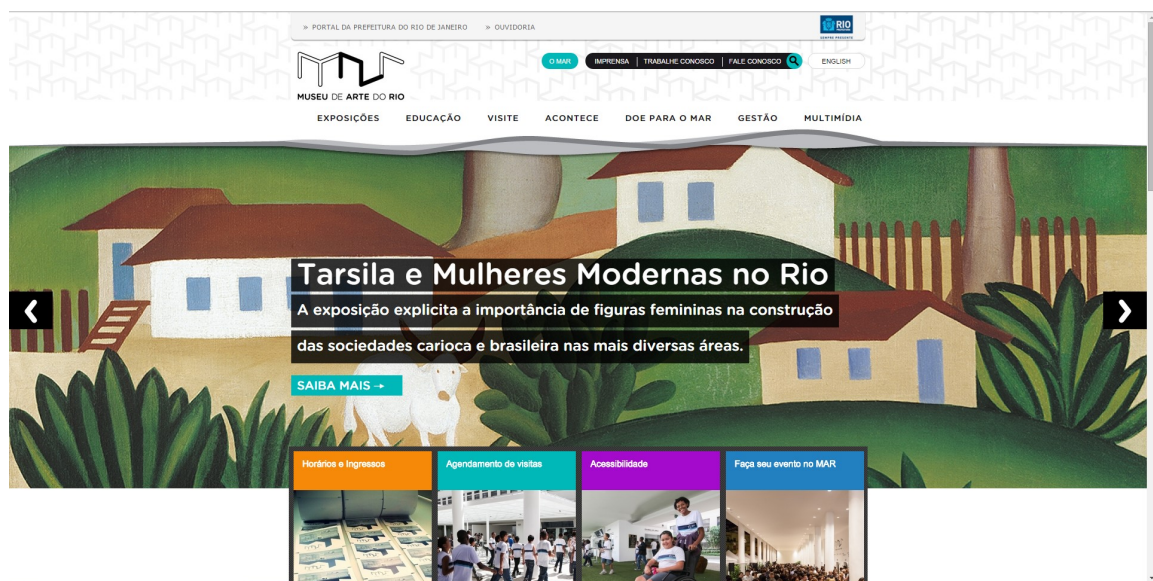 » PORTAL DA PREFEITURA DO RIO DE JANEIRO » OUVIDORIA
RIO
MUSEU DE ARTE DO RIO
O MAR IMPRENSA | TRABALHE CONOSCO | FALE CONOSCO ENGLISH
EXPOSIÇÕES EDUCAÇÃO VISITE ACONTECE DOE PARA O MAR GESTÃO MULTIMÍDIA
Tarsila e Mulheres Modernas no Rio
A exposição explicita a importância de figuras femininas na construção
das sociedades carioca e brasileira nas mais diversas áreas.
SAIBA MAIS →
Horários e Ingressos Agendamento de visitas Acessibilidade Faça seu evento no MAR